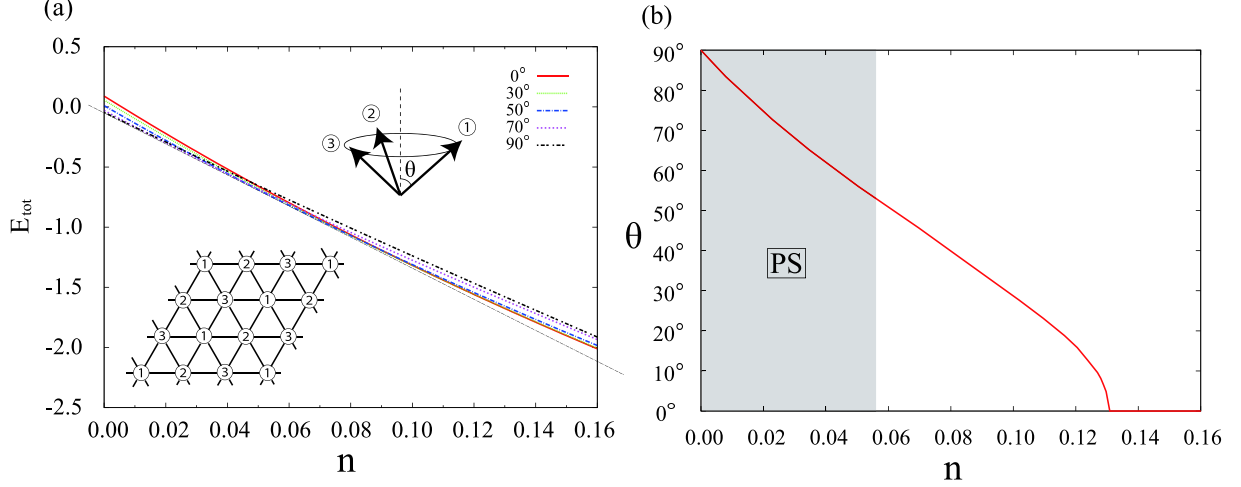 (a)
0.5
0.0
-0.5
-1.0
-1.5
-2.0
-2.5
E_tot
0.00 0.02 0.04 0.06 0.08 0.10 0.12 0.14 0.16
n
0°
30°
50°
70°
90°
② ①
③
θ
① ② ③ ①
② ③ ① ②
③ ① ② ③
① ② ③ ①
(b)
90°
80°
70°
60°
50°
40°
30°
20°
10°
0°
θ
PS
0.00 0.02 0.04 0.06 0.08 0.10 0.12 0.14 0.16
n